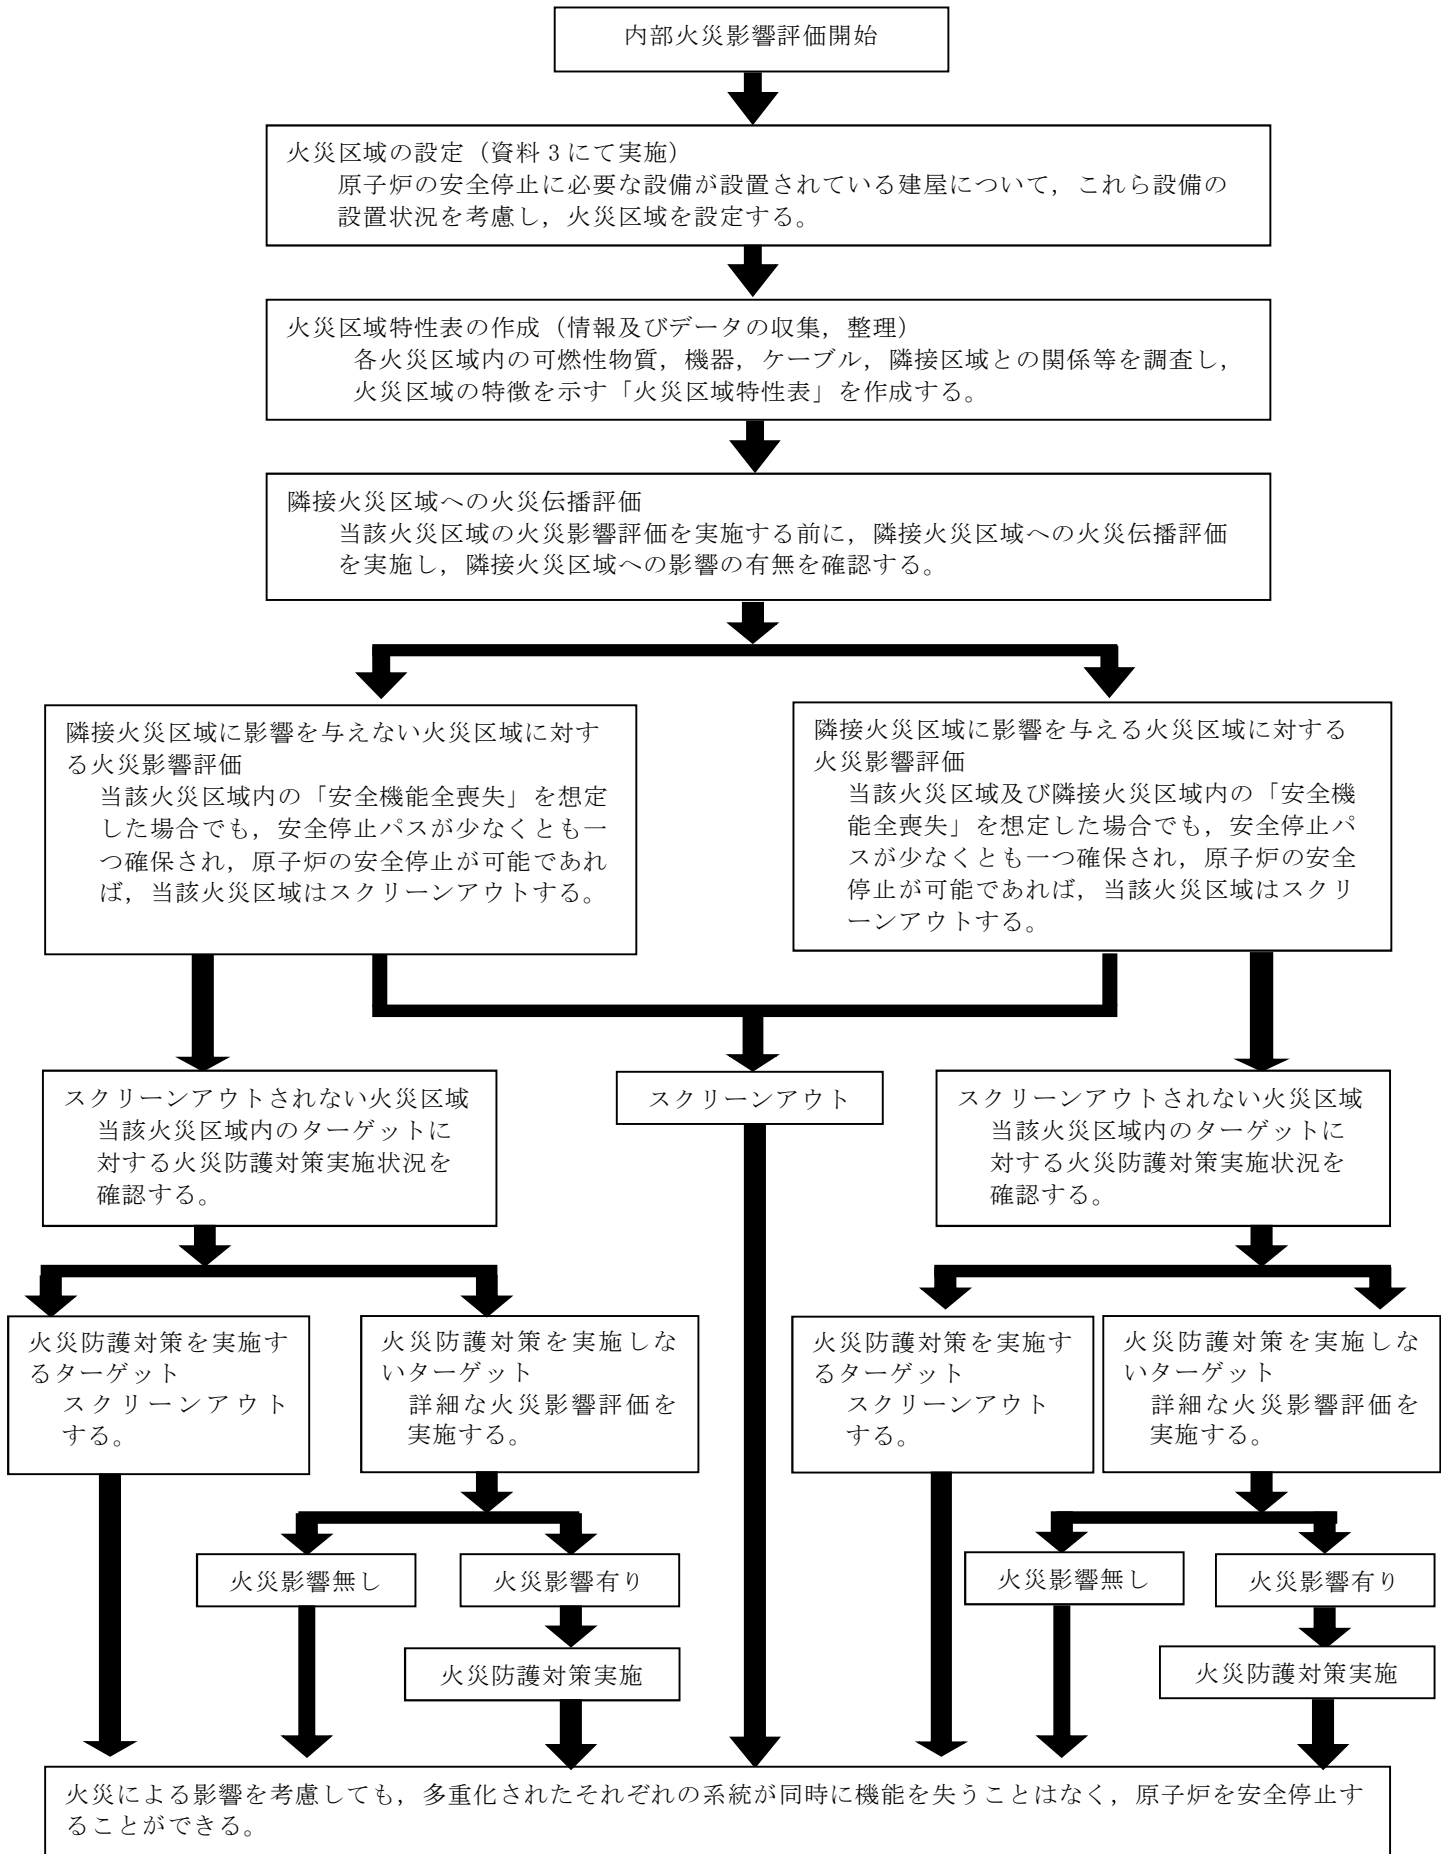 内部火災影響評価開始
火災区域の設定（資料3にて実施）
原子炉の安全停止に必要な設備が設置されている建屋について，これら設備の
設置状況を考慮し，火災区域を設定する。
火災区域特性表の作成（情報及びデータの収集，整理）
各火災区域内の可燃性物質，機器，ケーブル，隣接区域との関係等を調査し，
火災区域の特徴を示す「火災区域特性表」を作成する。
隣接火災区域への火災伝播評価
当該火災区域の火災影響評価を実施する前に，隣接火災区域への火災伝播評価
を実施し，隣接火災区域への影響の有無を確認する。
隣接火災区域に影響を与えない火災区域に対す
る火災影響評価
当該火災区域内の「安全機能全喪失」を想定
した場合でも，安全停止パスが少なくとも一
つ確保され，原子炉の安全停止が可能であれ
ば，当該火災区域はスクリーンアウトする。
隣接火災区域に影響を与える火災区域に対する
火災影響評価
当該火災区域及び隣接火災区域内の「安全機
能全喪失」を想定した場合でも，安全停止パ
スが少なくとも一つ確保され，原子炉の安全
停止が可能であれば，当該火災区域はスクリ
ーンアウトする。
スクリーンアウトされない火災区域
当該火災区域内のターゲットに
対する火災防護対策実施状況を
確認する。
スクリーンアウト
スクリーンアウトされない火災区域
当該火災区域内のターゲットに
対する火災防護対策実施状況を
確認する。
火災防護対策を実施す
るターゲット
スクリーンアウト
する。
火災防護対策を実施しな
いターゲット
詳細な火災影響評価を
実施する。
火災防護対策を実施す
るターゲット
スクリーンアウト
する。
火災防護対策を実施しな
いターゲット
詳細な火災影響評価を
実施する。
火災影響無し
火災影響有り
火災影響無し
火災影響有り
火災防護対策実施
火災防護対策実施
火災による影響を考慮しても，多重化されたそれぞれの系統が同時に機能を失うことはなく，原子炉を安全停止す
ることができる。